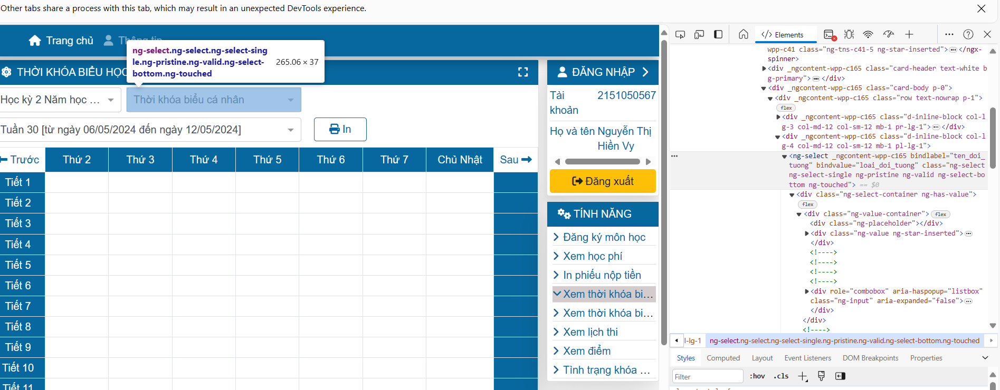 Other tabs share a process with this tab, which may result in an unexpected DevTools experience.
Trang chủ
ng-select.ng-select.ng-select-sing
le.ng-pristine.ng-valid.ng-select-
bottom.ng-touched
265.06 × 37
THỜI KHÓA BIỂU HỌC
Học kỳ 2 Năm học ...
Thời khóa biểu cá nhân
Tuần 30 [từ ngày 06/05/2024 đến ngày 12/05/2024]
In
Trước
Thứ 2
Thứ 3
Thứ 4
Thứ 5
Thứ 6
Thứ 7
Chủ Nhật
Sau
Tiết 1
Tiết 2
Tiết 3
Tiết 4
Tiết 5
Tiết 6
Tiết 7
Tiết 8
Tiết 9
Tiết 10
Tiết 11
ĐĂNG NHẬP
Tài
khoản
2151050567
Họ và tên
Nguyễn Thị
Hiền Vy
Đăng xuất
TÍNH NĂNG
Đăng ký môn học
Xem học phí
In phiếu nộp tiền
Xem thời khóa bi...
Xem thời khóa bi...
Xem lịch thi
Xem điểm
Tình trạng khóa ...
Elements
wpp-c41 class="ng-tns-c41-5 ng-star-inserted">…</ngx-
spinner>
<div _ngcontent-wpp-c165 class="card-header text-white b
g-primary">…</div>
<div _ngcontent-wpp-c165 class="card-body p-0">
<div _ngcontent-wpp-c165 class="row text-nowrap p-1">
flex
<div _ngcontent-wpp-c165 class="d-inline-block col-l
g-3 col-md-12 col-sm-12 mb-1 pr-lg-1">…</div>
<div _ngcontent-wpp-c165 class="d-inline-block col-l
g-4 col-md-12 col-sm-12 mb-1 pl-lg-1">
<ng-select _ngcontent-wpp-c165 bindlabel="ten_doi_
tuong" bindvalue="loai_doi_tuong" class="ng-select
ng-select-single ng-pristine ng-valid ng-select-bo
ttom ng-touched"> == $0
<div class="ng-select-container ng-has-value">
flex
<div class="ng-value-container"> flex
<div class="ng-placeholder"></div>
<div class="ng-value ng-star-inserted">…
</div>
<!---->
<!---->
<!---->
<!---->
<div role="combobox" aria-haspopup="listbox"
class="ng-input" aria-expanded="false">…
</div>
</div>
<!---->
l-lg-1
ng-select.ng-select.ng-select-single.ng-pristine.ng-valid.ng-select-bottom.ng-touched
Styles
Computed
Layout
Event Listeners
DOM Breakpoints
Properties
Filter
:hov
.cls